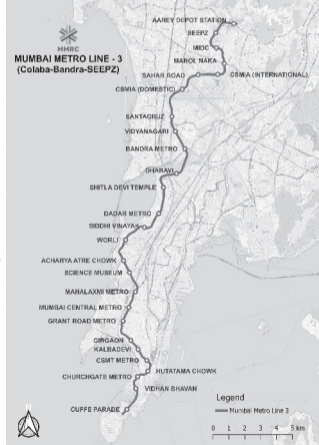 MMRC
MUMBAI METRO LINE - 3
(Colaba-Bandra-SEEPZ)
AAREY DEPOT STATION
SEEPZ
MIDC
MAROL NAKA
SAHAR ROAD
CSMIA (INTERNATIONAL)
CSMIA (DOMESTIC)
SANTACRUZ
VIDYANAGARI
BANDRA METRO
DHARAVI
SHITLA DEVI TEMPLE
DADAR METRO
SIDDHI VINAYAK
WORLI
ACHARYA ATRE CHOWK
SCIENCE MUSEUM
MAHALAXMI METRO
MUMBAI CENTRAL METRO
GRANT ROAD METRO
GIRGAON
KALBADEVI
CSMT METRO
HUTATAMA CHOWK
CHURCHGATE METRO
VIDHAN BHAVAN
CUFFE PARADE
Legend
Mumbai Metro Line 3
0 1 2 3 4 5 km